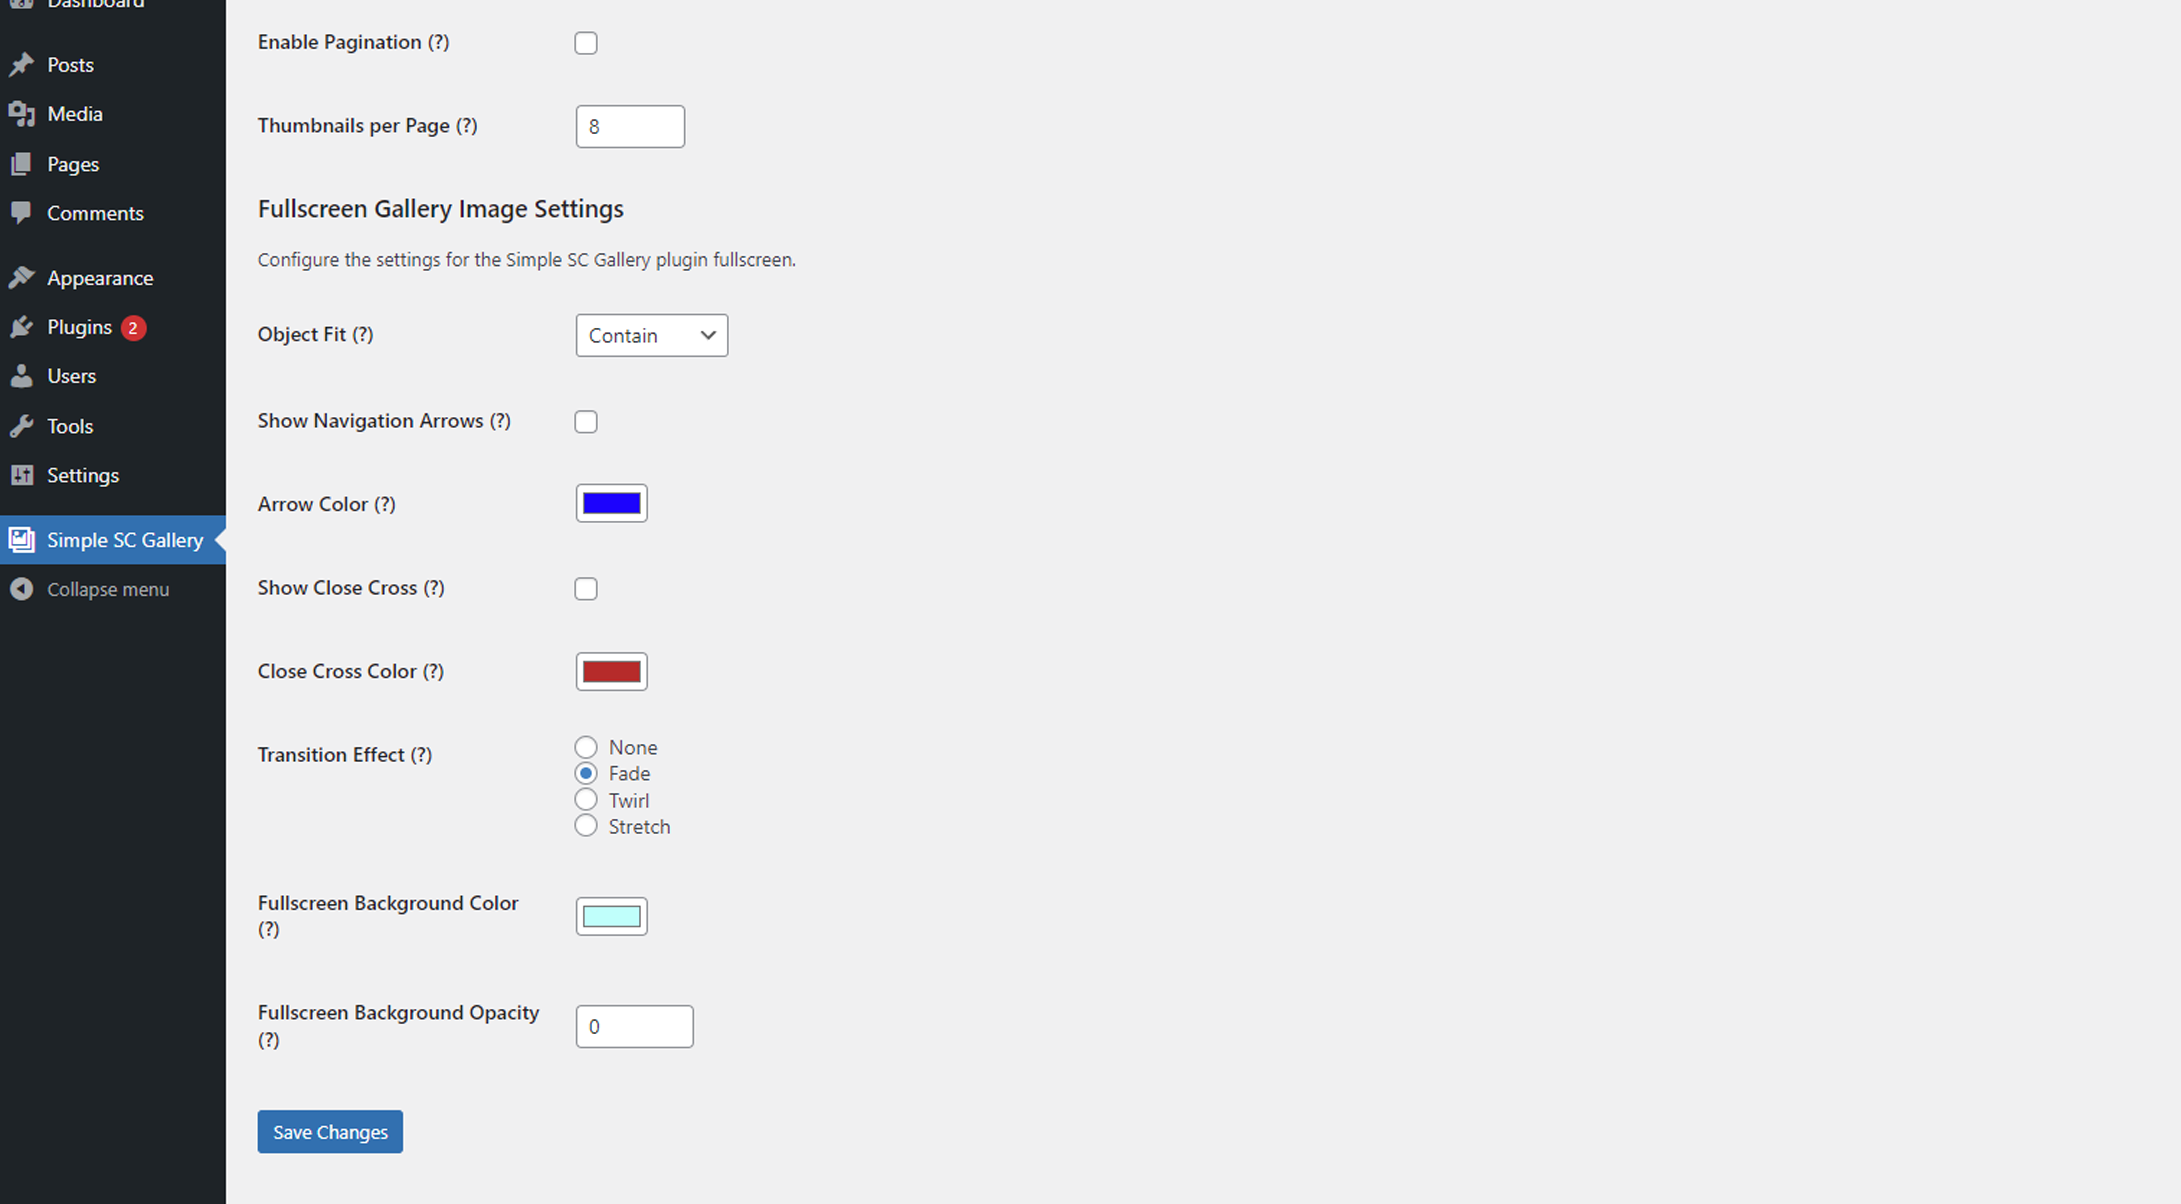 Dashboard
Posts
Media
Pages
Comments
Appearance
Plugins 2
Users
Tools
Settings
Simple SC Gallery
Collapse menu
Enable Pagination (?)
Thumbnails per Page (?)
8
Fullscreen Gallery Image Settings
Configure the settings for the Simple SC Gallery plugin fullscreen.
Object Fit (?)
Contain
Show Navigation Arrows (?)
Arrow Color (?)
Show Close Cross (?)
Close Cross Color (?)
Transition Effect (?)
None
Fade
Twirl
Stretch
Fullscreen Background Color
(?)
Fullscreen Background Opacity
(?)
0
Save Changes